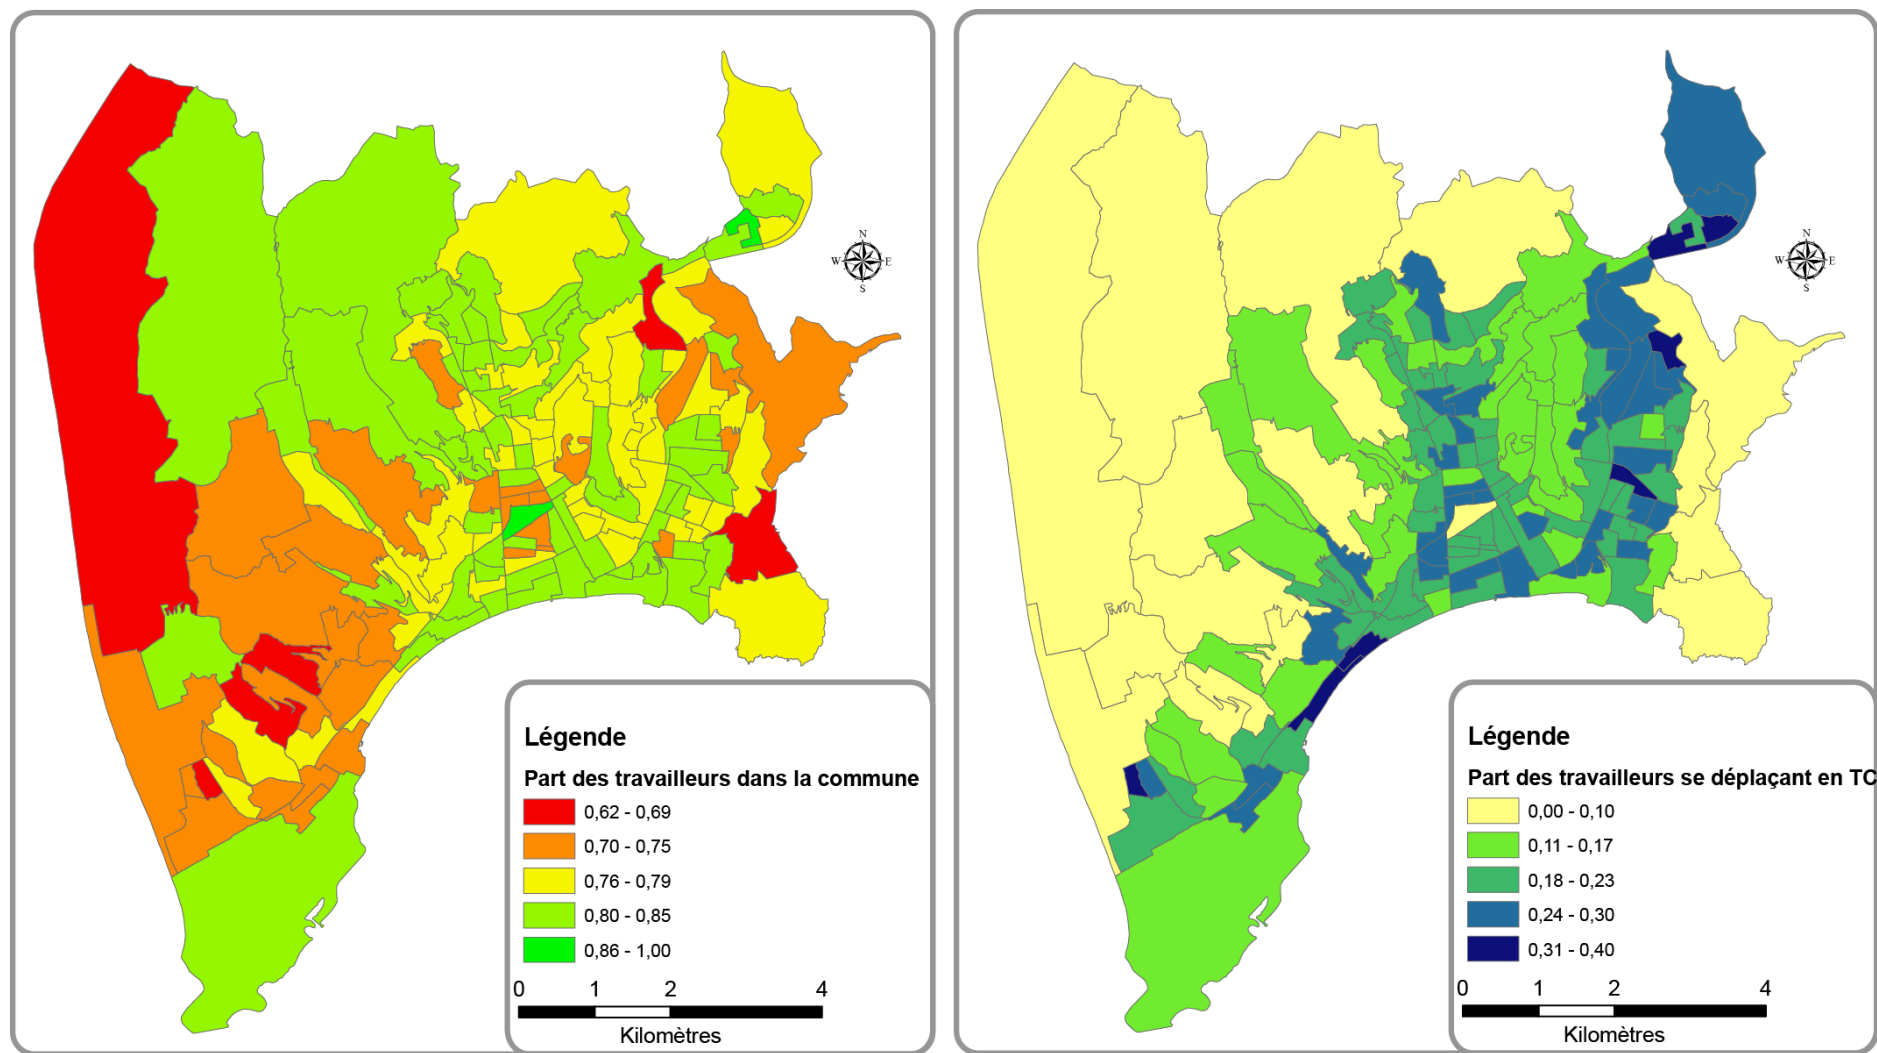 N
W E
S
Légende
Part des travailleurs dans la commune
0,62 - 0,69
0,70 - 0,75
0,76 - 0,79
0,80 - 0,85
0,86 - 1,00
0 1 2 4
Kilomètres
N
W E
S
Légende
Part des travailleurs se déplaçant en TC
0,00 - 0,10
0,11 - 0,17
0,18 - 0,23
0,24 - 0,30
0,31 - 0,40
0 1 2 4
Kilomètres